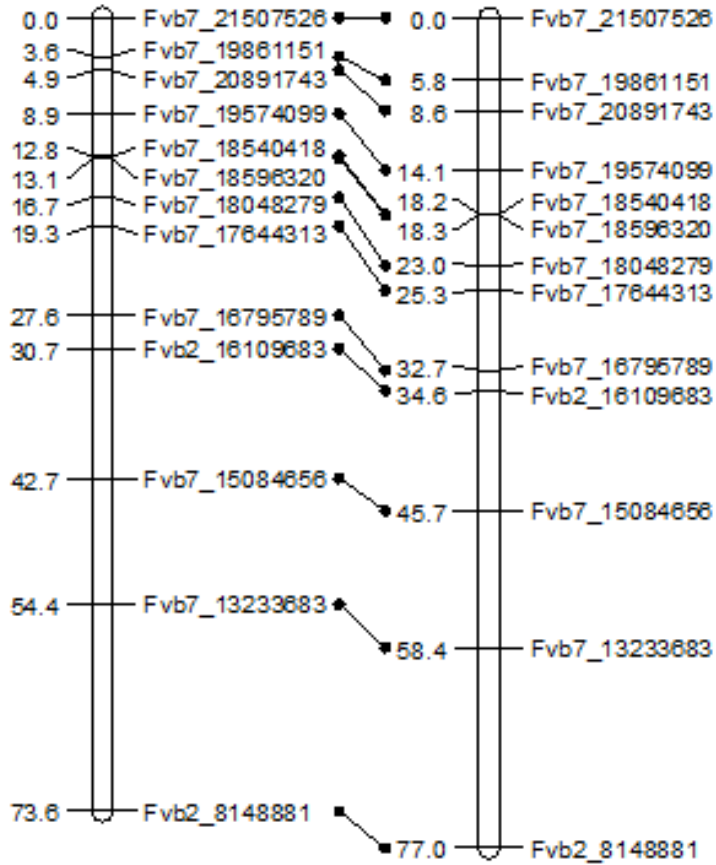 0.0 Fvb7_21507526
3.6 Fvb7_19861151
4.9 Fvb7_20891743
8.9 Fvb7_19574099
12.8 Fvb7_18540418
13.1 Fvb7_18596320
16.7 Fvb7_18048279
19.3 Fvb7_17644313
27.6 Fvb7_16795789
30.7 Fvb2_16109683
42.7 Fvb7_15084656
54.4 Fvb7_13233683
73.6 Fvb2_8148881
0.0 Fvb7_21507526
5.8 Fvb7_19861151
8.6 Fvb7_20891743
14.1 Fvb7_19574099
18.2 Fvb7_18540418
18.3 Fvb7_18596320
23.0 Fvb7_18048279
25.3 Fvb7_17644313
32.7 Fvb7_16795789
34.6 Fvb2_16109683
45.7 Fvb7_15084656
58.4 Fvb7_13233683
77.0 Fvb2_8148881